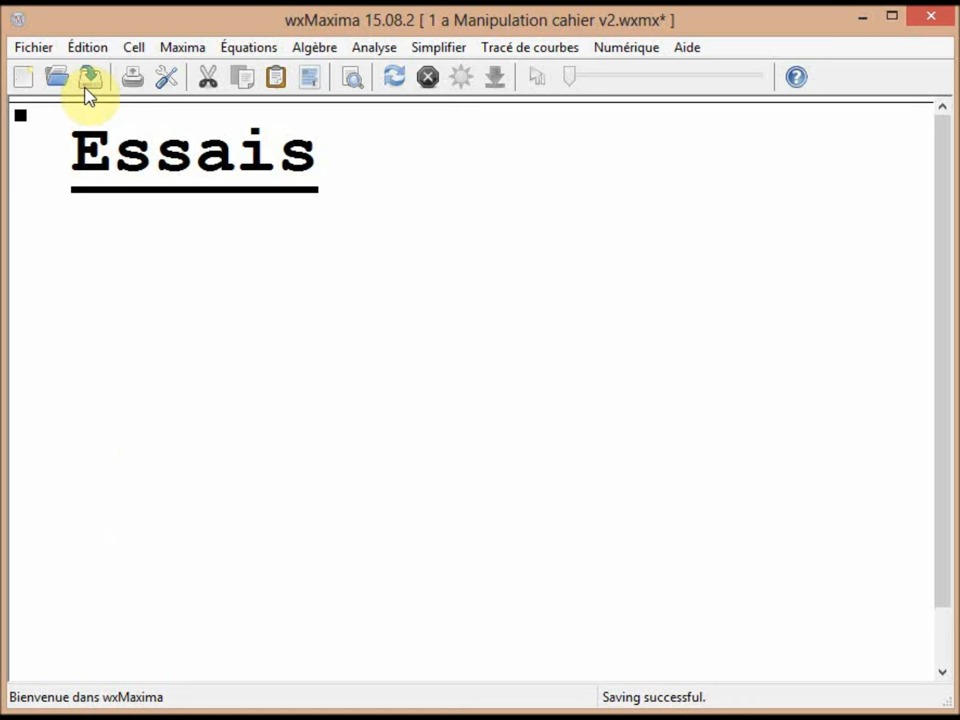 wxMaxima 15.08.2 [ 1 a Manipulation cahier v2.wxmx* ]
Fichier Édition Cell Maxima Équations Algèbre Analyse Simplifier Tracé de courbes Numérique Aide
Essais
Bienvenue dans wxMaxima Saving successful.